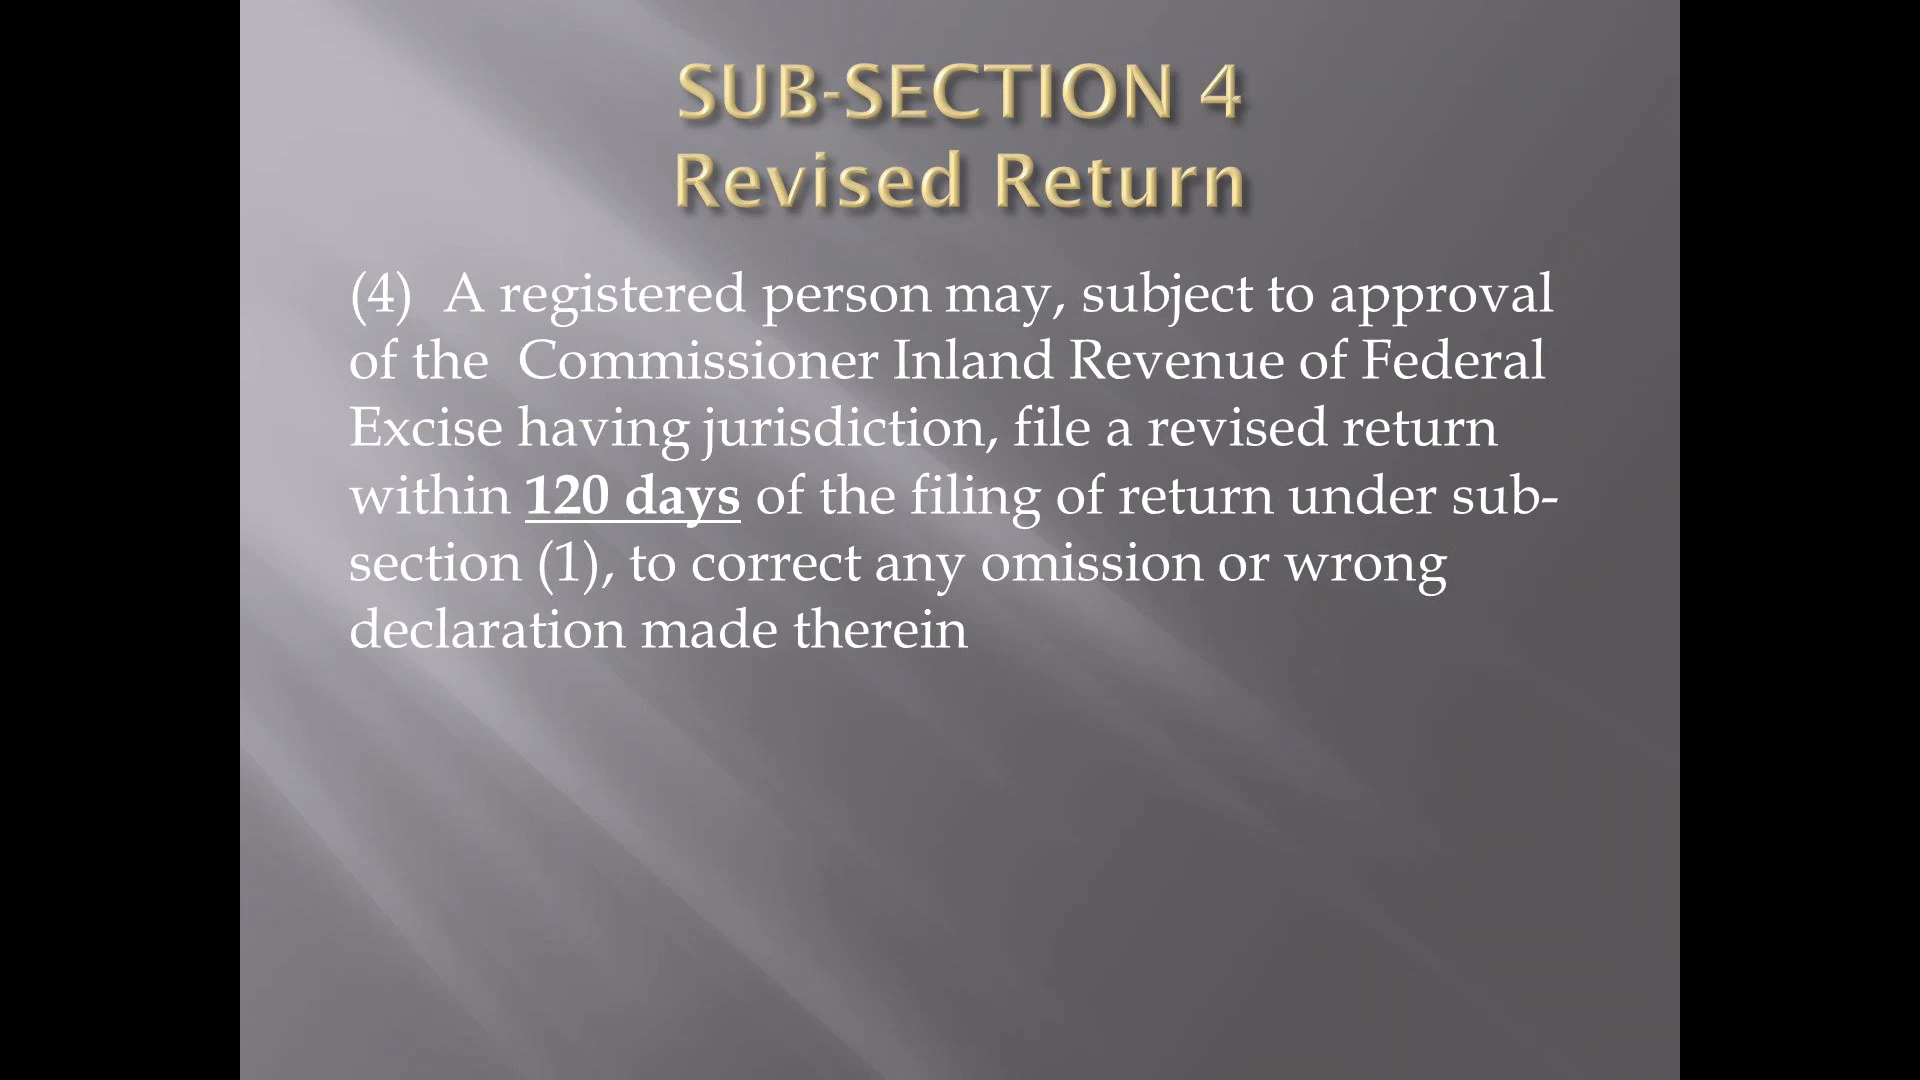 SUB-SECTION 4
Revised Return
(4) A registered person may, subject to approval
of the Commissioner Inland Revenue of Federal
Excise having jurisdiction, file a revised return
within 120 days of the filing of return under sub-
section (1), to correct any omission or wrong
declaration made therein